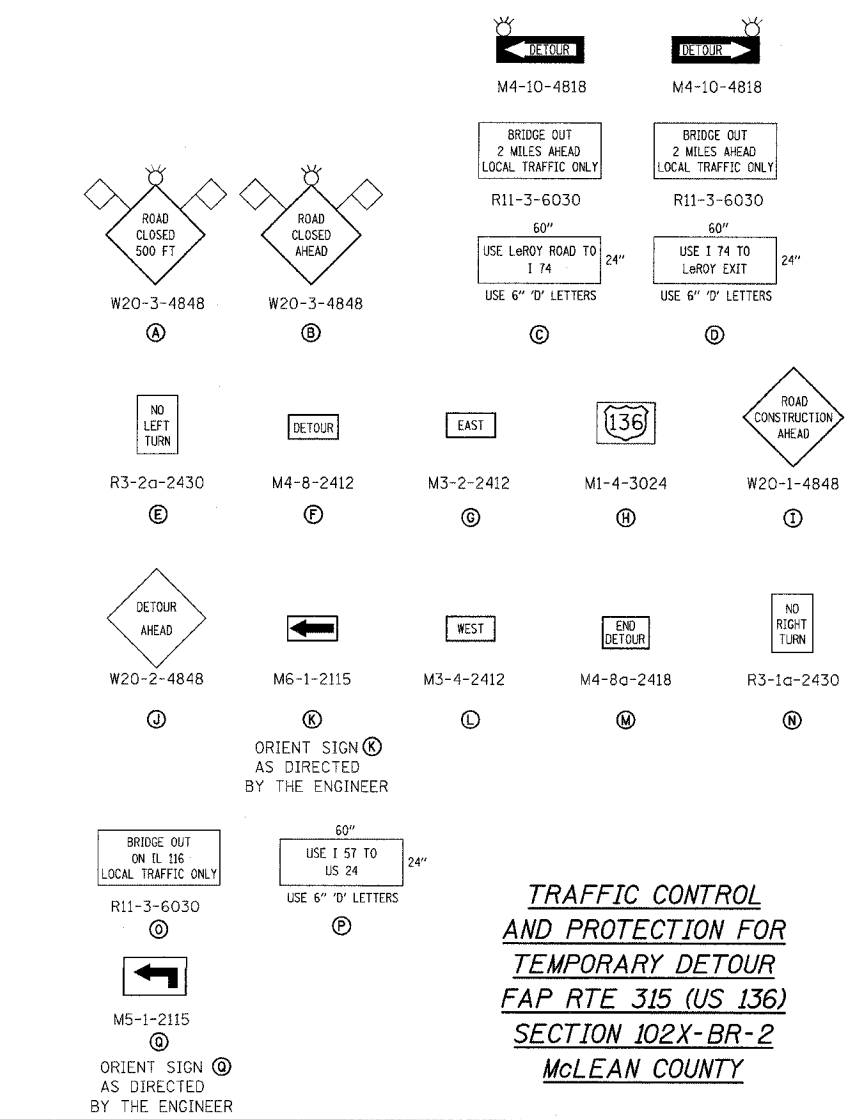 DETOUR
M4-10-4818
DETOUR
M4-10-4818
BRIDGE OUT
2 MILES AHEAD
LOCAL TRAFFIC ONLY
R11-3-6030
BRIDGE OUT
2 MILES AHEAD
LOCAL TRAFFIC ONLY
R11-3-6030
ROAD
CLOSED
500 FT
W20-3-4848
A
ROAD
CLOSED
AHEAD
W20-3-4848
B
60"
USE LeROY ROAD TO
I 74
24"
USE 6" 'D' LETTERS
C
60"
USE I 74 TO
LeROY EXIT
24"
USE 6" 'D' LETTERS
D
NO
LEFT
TURN
R3-2a-2430
E
DETOUR
M4-8-2412
F
EAST
M3-2-2412
G
136
M1-4-3024
H
ROAD
CONSTRUCTION
AHEAD
W20-1-4848
I
DETOUR
AHEAD
W20-2-4848
J
M6-1-2115
K
ORIENT SIGN K
AS DIRECTED
BY THE ENGINEER
WEST
M3-4-2412
L
END
DETOUR
M4-8a-2418
M
NO
RIGHT
TURN
R3-1a-2430
N
BRIDGE OUT
ON IL 116
LOCAL TRAFFIC ONLY
R11-3-6030
O
60"
USE I 57 TO
US 24
24"
USE 6" 'D' LETTERS
P
M5-1-2115
Q
ORIENT SIGN Q
AS DIRECTED
BY THE ENGINEER
TRAFFIC CONTROL
AND PROTECTION FOR
TEMPORARY DETOUR
FAP RTE 315 (US 136)
SECTION 102X-BR-2
McLEAN COUNTY